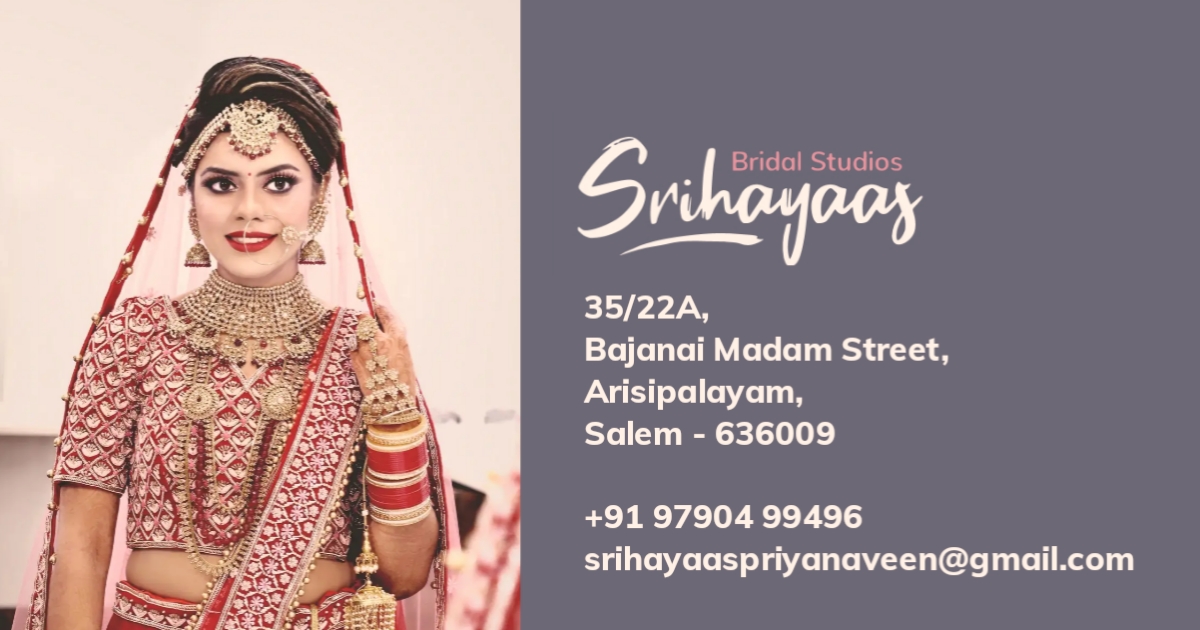 Bridal Studios
Srihayaas
35/22A,
Bajanai Madam Street,
Arisipalayam,
Salem - 636009
+91 97904 99496
srihayaaspriyanaveen@gmail.com